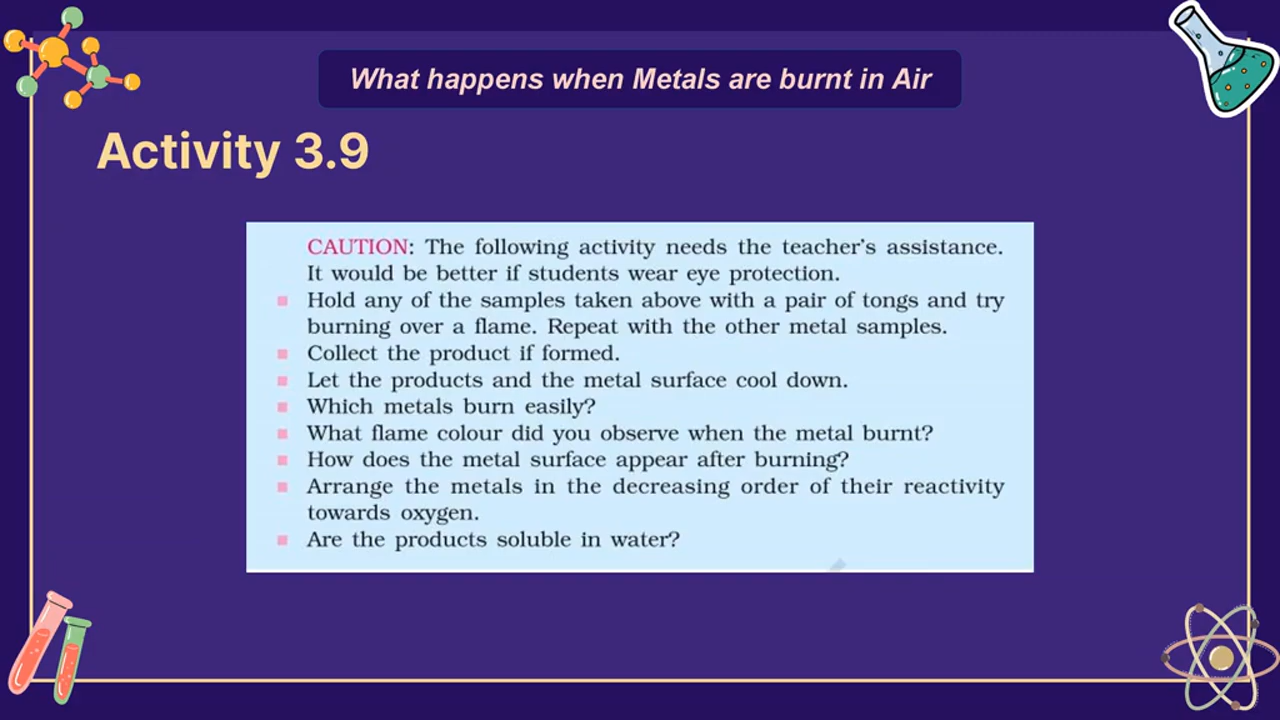 What happens when Metals are burnt in Air
Activity 3.9
CAUTION: The following activity needs the teacher's assistance.
It would be better if students wear eye protection.
Hold any of the samples taken above with a pair of tongs and try
burning over a flame. Repeat with the other metal samples.
Collect the product if formed.
Let the products and the metal surface cool down.
Which metals burn easily?
What flame colour did you observe when the metal burnt?
How does the metal surface appear after burning?
Arrange the metals in the decreasing order of their reactivity
towards oxygen.
Are the products soluble in water?